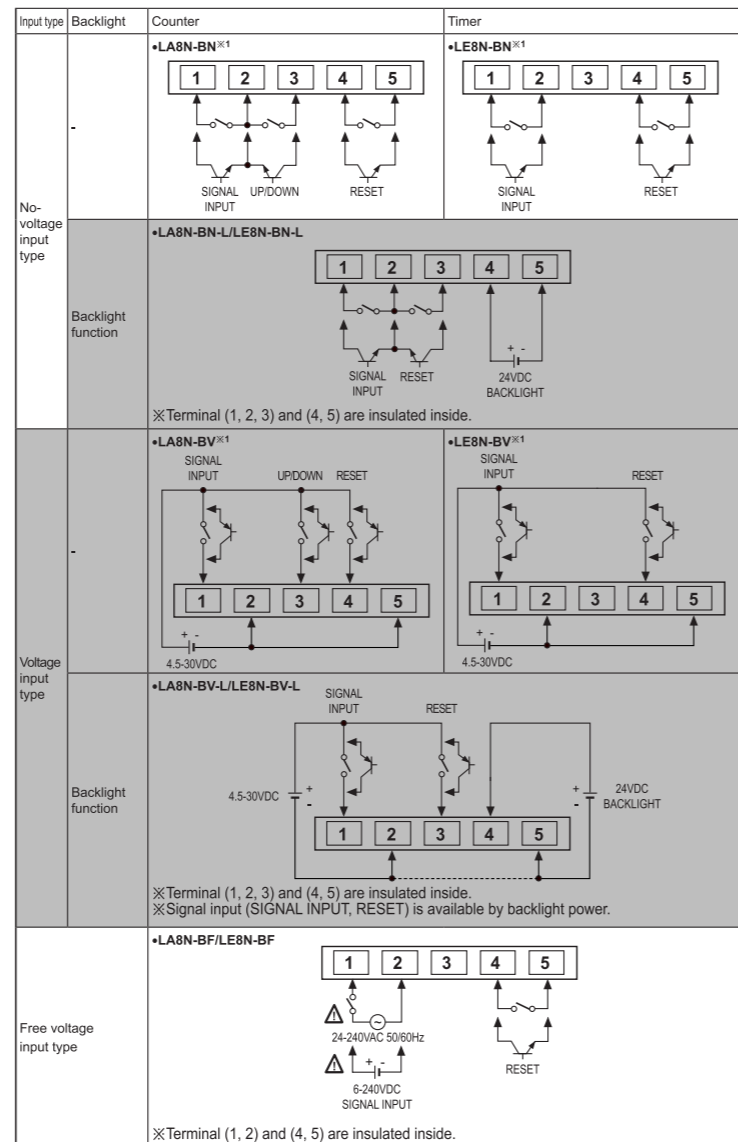 Input type Backlight Counter Timer
No-
voltage
input
type
-
•LA8N-BN※1
1 2 3 4 5
SIGNAL
INPUT
UP/DOWN
RESET
•LE8N-BN※1
1 2 3 4 5
SIGNAL
INPUT
RESET
Backlight
function
•LA8N-BN-L/LE8N-BN-L
1 2 3 4 5
SIGNAL
INPUT
RESET
+ -
24VDC
BACKLIGHT
※Terminal (1, 2, 3) and (4, 5) are insulated inside.
Voltage
input
type
-
•LA8N-BV※1
SIGNAL
INPUT
UP/DOWN RESET
1 2 3 4 5
+ -
4.5-30VDC
•LE8N-BV※1
SIGNAL
INPUT
RESET
1 2 3 4 5
+ -
4.5-30VDC
Backlight
function
•LA8N-BV-L/LE8N-BV-L
SIGNAL
INPUT
RESET
4.5-30VDC
+
-
+
-
24VDC
BACKLIGHT
1 2 3 4 5
※Terminal (1, 2, 3) and (4, 5) are insulated inside.
※Signal input (SIGNAL INPUT, RESET) is available by backlight power.
Free voltage
input type
•LA8N-BF/LE8N-BF
1 2 3 4 5
24-240VAC 50/60Hz
+ -
6-240VDC
SIGNAL INPUT
RESET
※Terminal (1, 2) and (4, 5) are insulated inside.